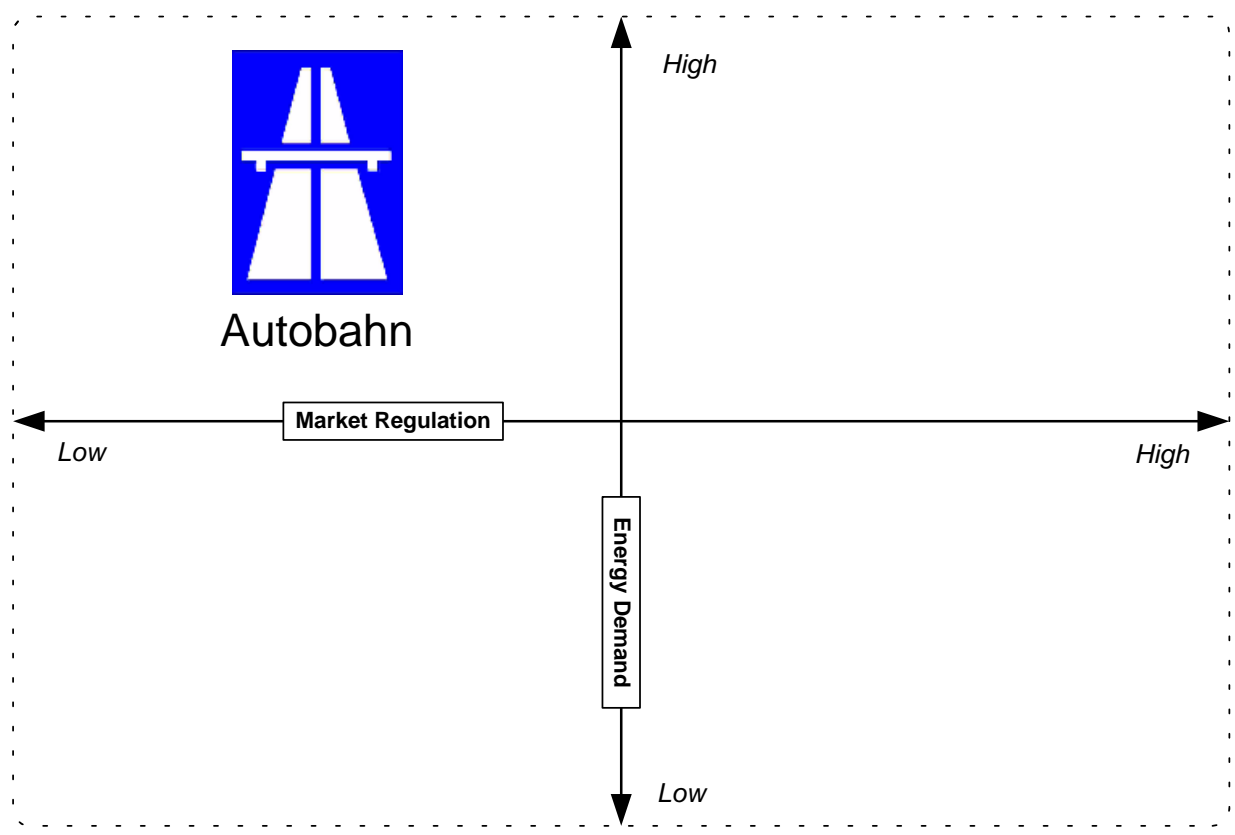 High
Autobahn
Market Regulation
Low
High
Energy Demand
Low